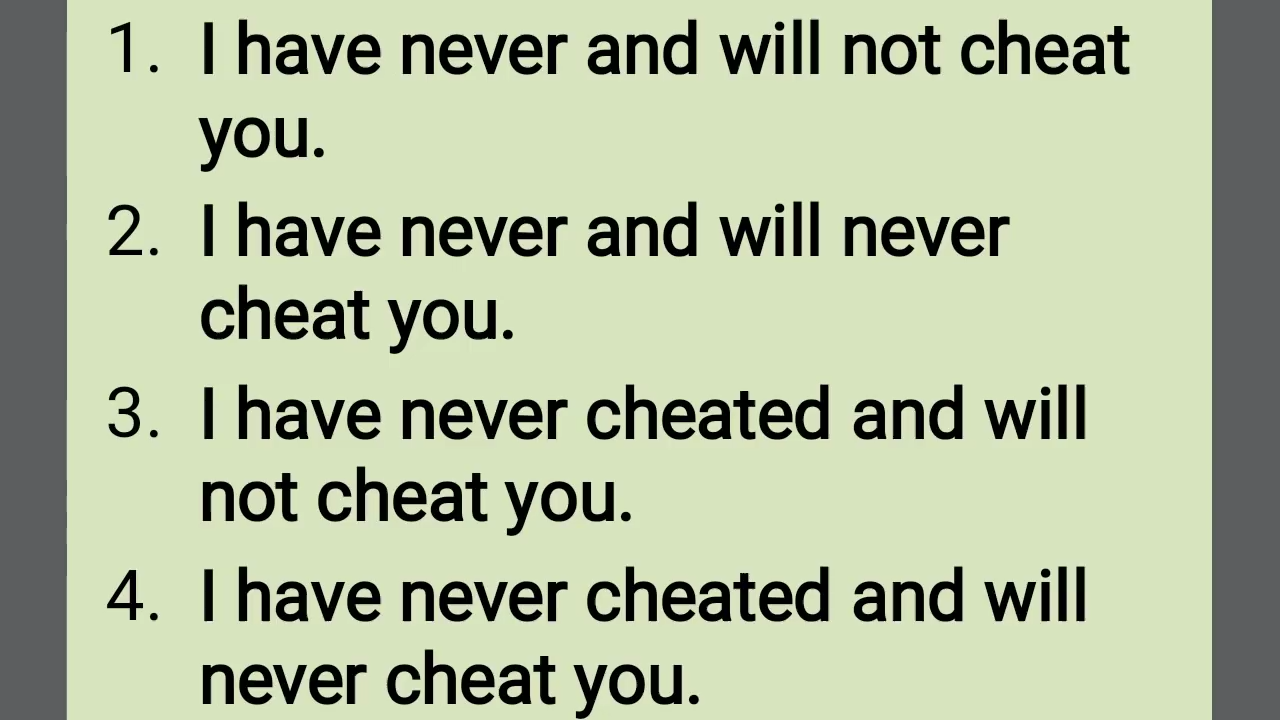 1. I have never and will not cheat
you.
2. I have never and will never
cheat you.
3. I have never cheated and will
not cheat you.
4. I have never cheated and will
never cheat you.